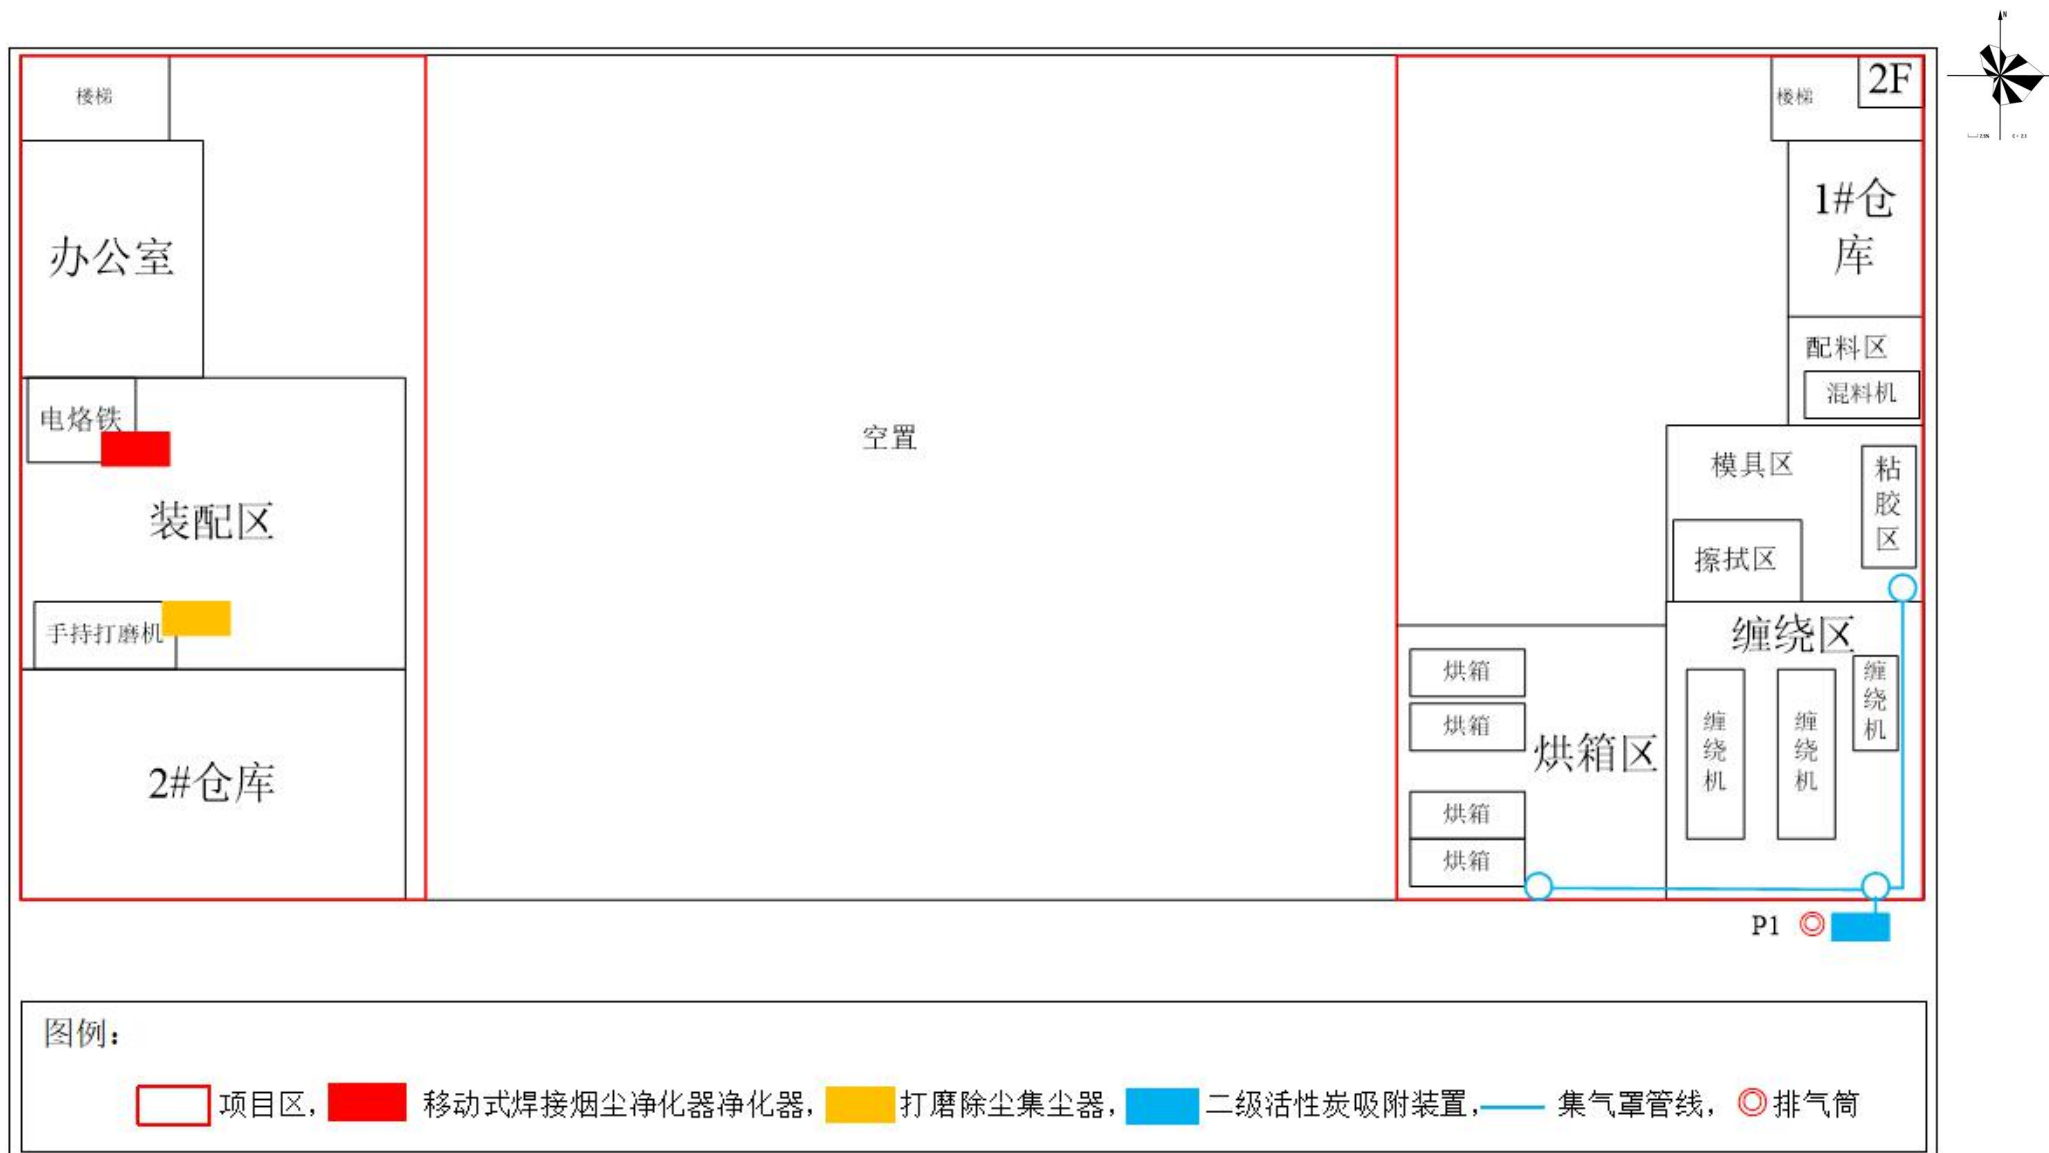 N
楼梯
楼梯
2F
办公室
1#仓
库
配料区
混料机
电烙铁
空置
模具区
粘
胶
区
装配区
擦拭区
手持打磨机
缠绕区
烘箱
烘箱
烘箱区
缠
绕
机
缠
绕
机
缠
绕
机
2#仓库
烘箱
烘箱
P1
图例：
项目区，移动式焊接烟尘净化器净化器，打磨除尘集尘器，二级活性炭吸附装置，集气罩管线，排气筒